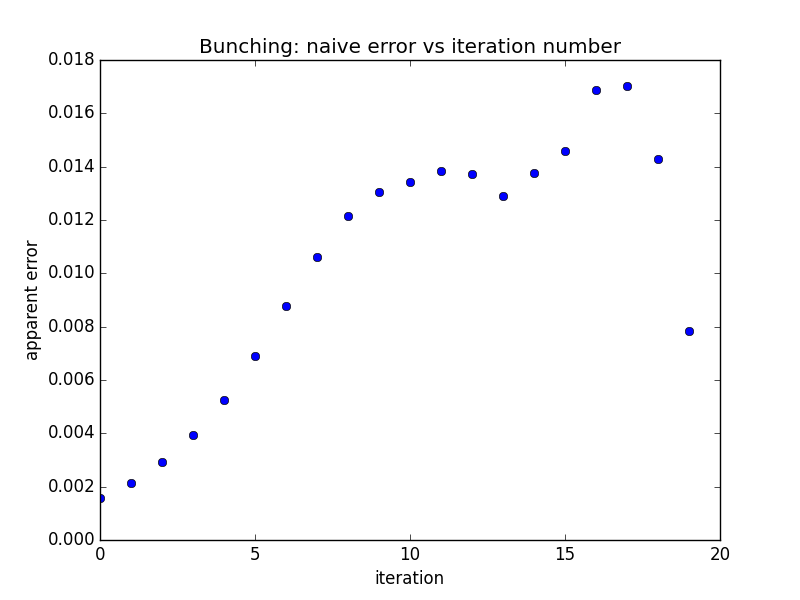 Bunching: naive error vs iteration number
0.018
0.016
0.014
0.012
0.010
0.008
0.006
0.004
0.002
0.000
apparent error
0 5 10 15 20
iteration